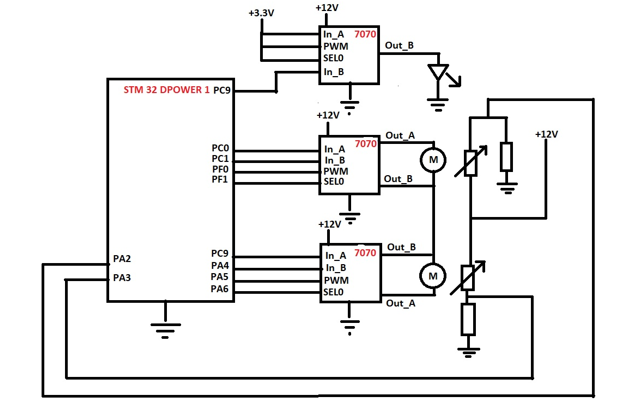 +12V
+3.3V
In_A 7070
PWM
SEL0
In_B
Out_B
STM 32 DPOWER 1 PC9
+12V
PC0
PC1
PF0
PF1
In_A 7070
In_B
PWM
SEL0
Out_A
Out_B
M
+12V
+12V
PA2
PA3
PC9
PA4
PA5
PA6
In_A 7070
In_B
PWM
SEL0
Out_B
Out_A
M